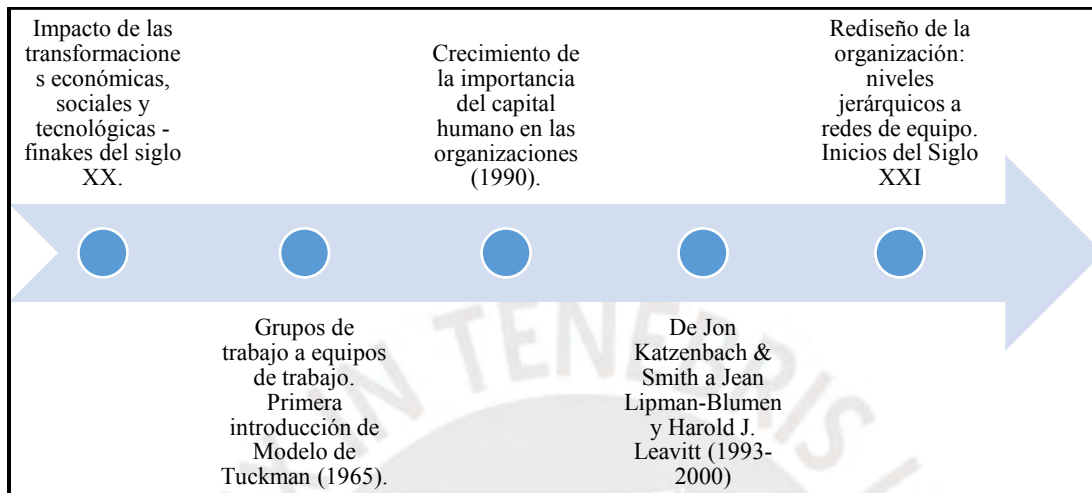 Impacto de las
transformacione
s económicas,
sociales y
tecnológicas -
finakes del siglo
XX.
Grupos de
trabajo a equipos
de trabajo.
Primera
introducción de
Modelo de
Tuckman (1965).
Crecimiento de
la importancia
del capital
humano en las
organizaciones
(1990).
De Jon
Katzenbach &
Smith a Jean
Lipman-Blumen
y Harold J.
Leavitt (1993-
2000)
Rediseño de la
organización:
niveles
jerárquicos a
redes de equipo.
Inicios del Siglo
XXI
IN TENEBRIS